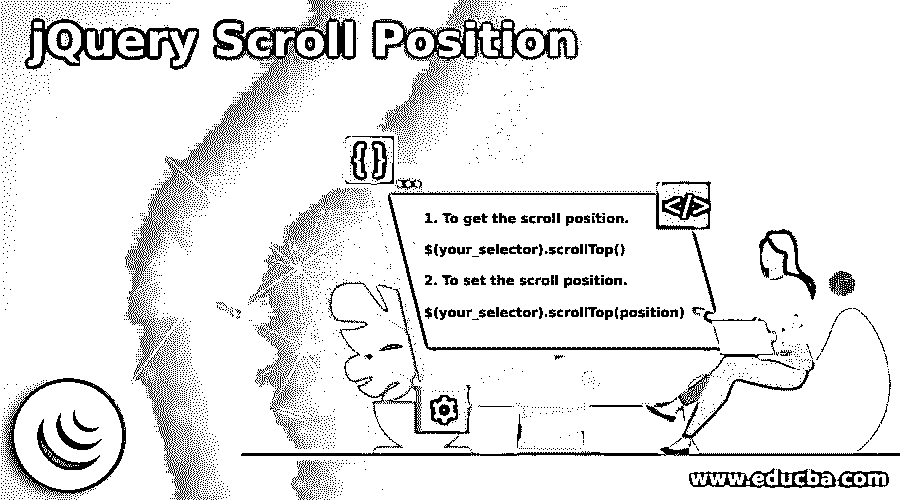 jQuery Scroll Position
{}
</>
1. To get the scroll position.
$(your_selector).scrollTop()
2. To set the scroll position.
$(your_selector).scrollTop(position)
www.educba.com